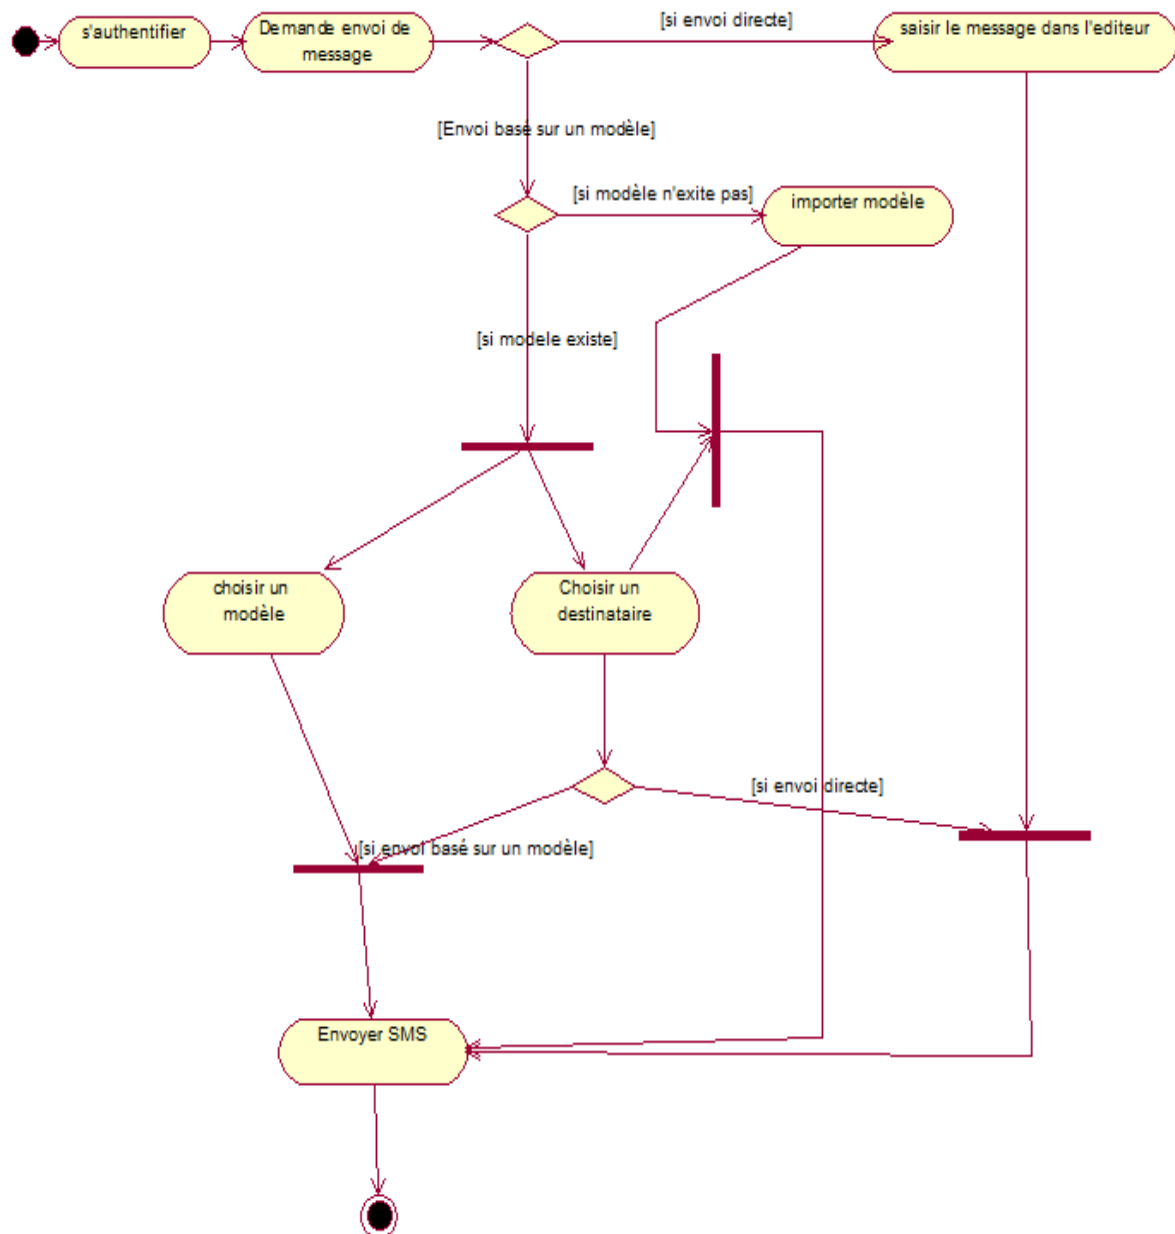 s'authentifier
Demande envoi de
message
[si envoi directe]
saisir le message dans l'editeur
[Envoi basé sur un modèle]
[si modèle n'exite pas]
importer modèle
[si modele existe]
choisir un
modèle
Choisir un
destinataire
[si envoi directe]
[si envoi basé sur un modèle]
Envoyer SMS